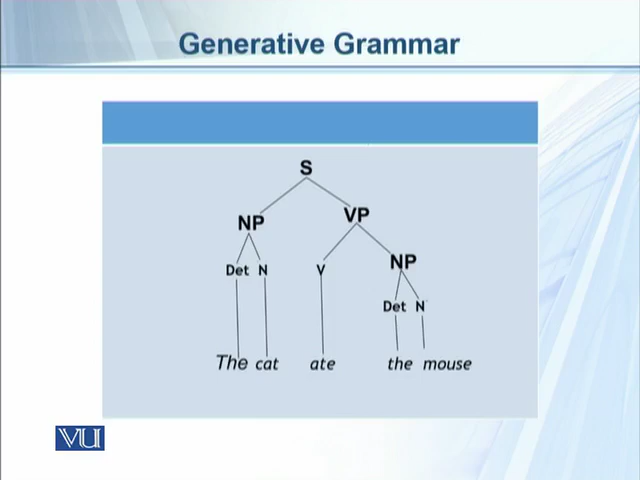 Generative Grammar
S
NP VP
Det N V NP
Det N
The cat ate the mouse
VU